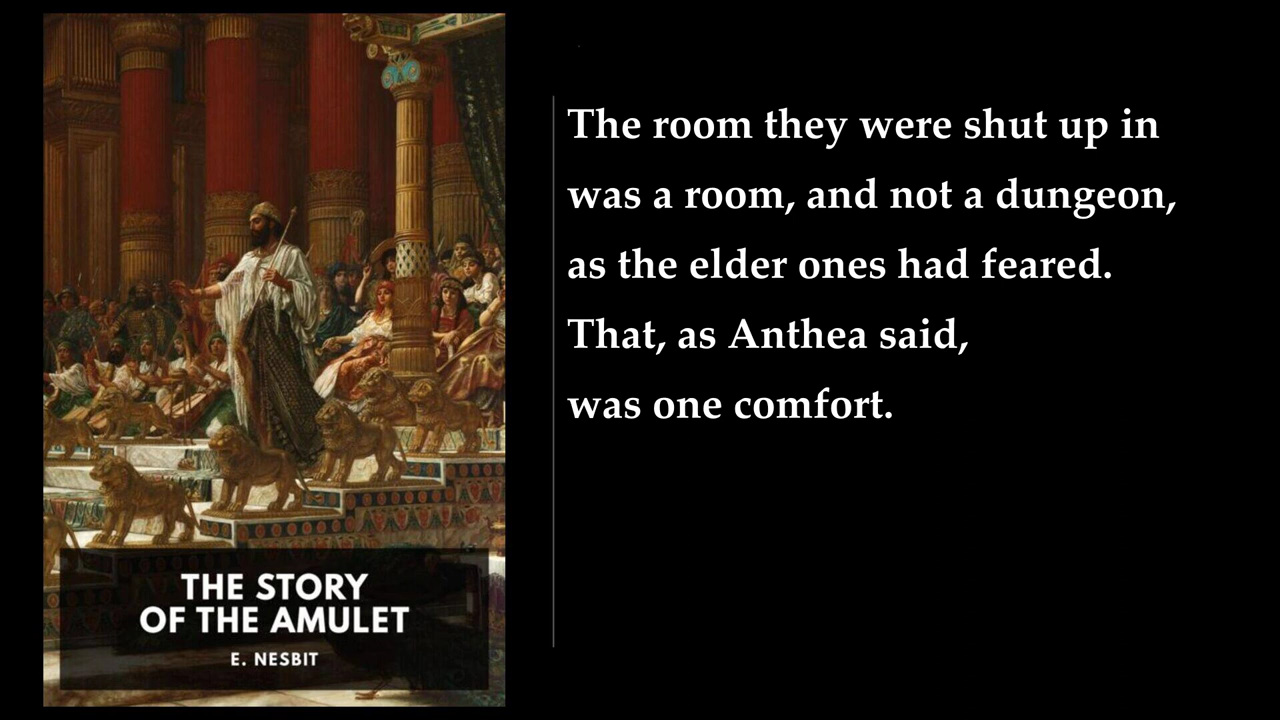 The room they were shut up in
was a room, and not a dungeon,
as the elder ones had feared.
That, as Anthea said,
was one comfort.
THE STORY
OF THE AMULET
E. NESBIT